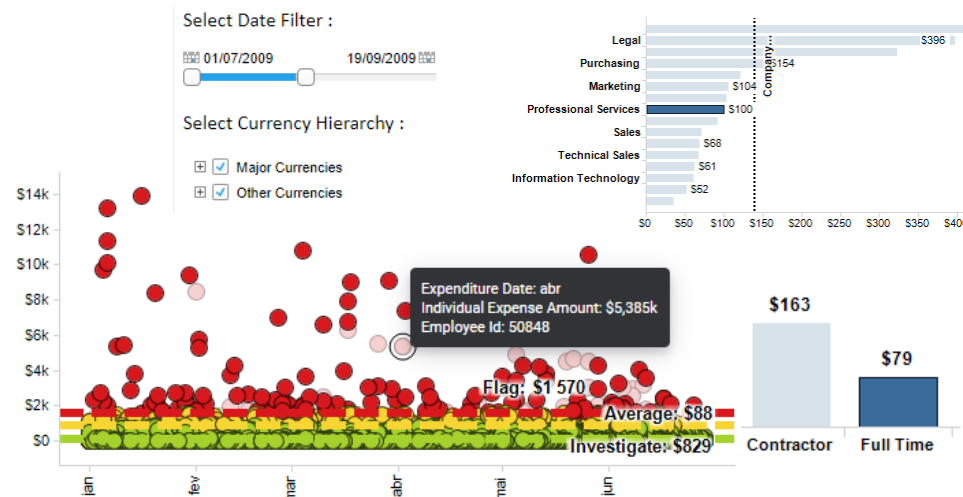 Select Date Filter :
01/07/2009 19/09/2009
Select Currency Hierarchy :
Major Currencies
Other Currencies
Legal
Purchasing
Marketing
Professional Services
Sales
Technical Sales
Information Technology
$396
$154
$104
$100
$68
$61
$52
Company...
$0 $50 $100 $150 $200 $250 $300 $350 $40
$14k
$12k
$10k
$8k
$6k
$4k
$2k
$0
Expenditure Date: abr
Individual Expense Amount: $5,385k
Employee Id: 50848
Flag: $1 570
Average: $88
Investigate: $829
jan fev mar abr mai jun
$163
$79
Contractor Full Time